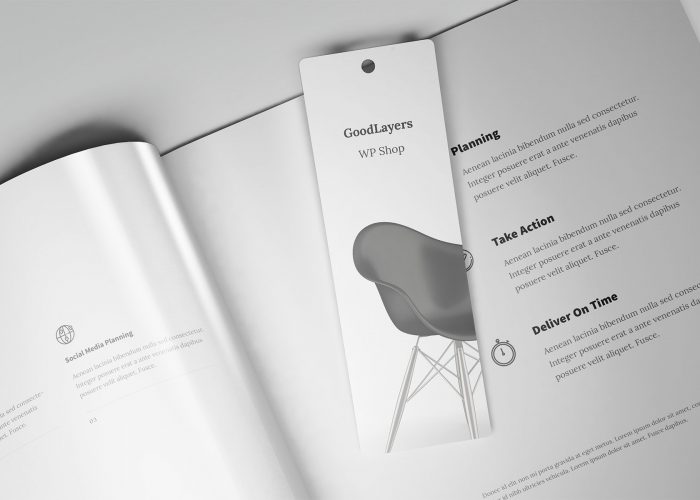 Social Media Planning
Aenean lacinia bibendum nulla sed consectetur.
Integer posuere erat a ante venenatis dapibus
posuere velit aliquet. Fusce.
03
sed consecte-
venenatis
Fusce.
GoodLayers
WP Shop
Planning
Aenean lacinia bibendum nulla sed consectetur.
Integer posuere erat a ante venenatis dapibus
posuere velit aliquet. Fusce.
Take Action
Aenean lacinia bibendum nulla sed consectetur.
Integer posuere erat a ante venenatis dapibus
posuere velit aliquet. Fusce.
Deliver On Time
Aenean lacinia bibendum nulla sed consectetur.
Integer posuere erat a ante venenatis dapibus
posuere velit aliquet. Fusce.
Donec id elit non mi porta gravida at eget metus. Lorem ipsum dolor sit amet,
id nibh ultricies vehicula. Lorem ipsum dolor sit amet. Fusce dapibus.